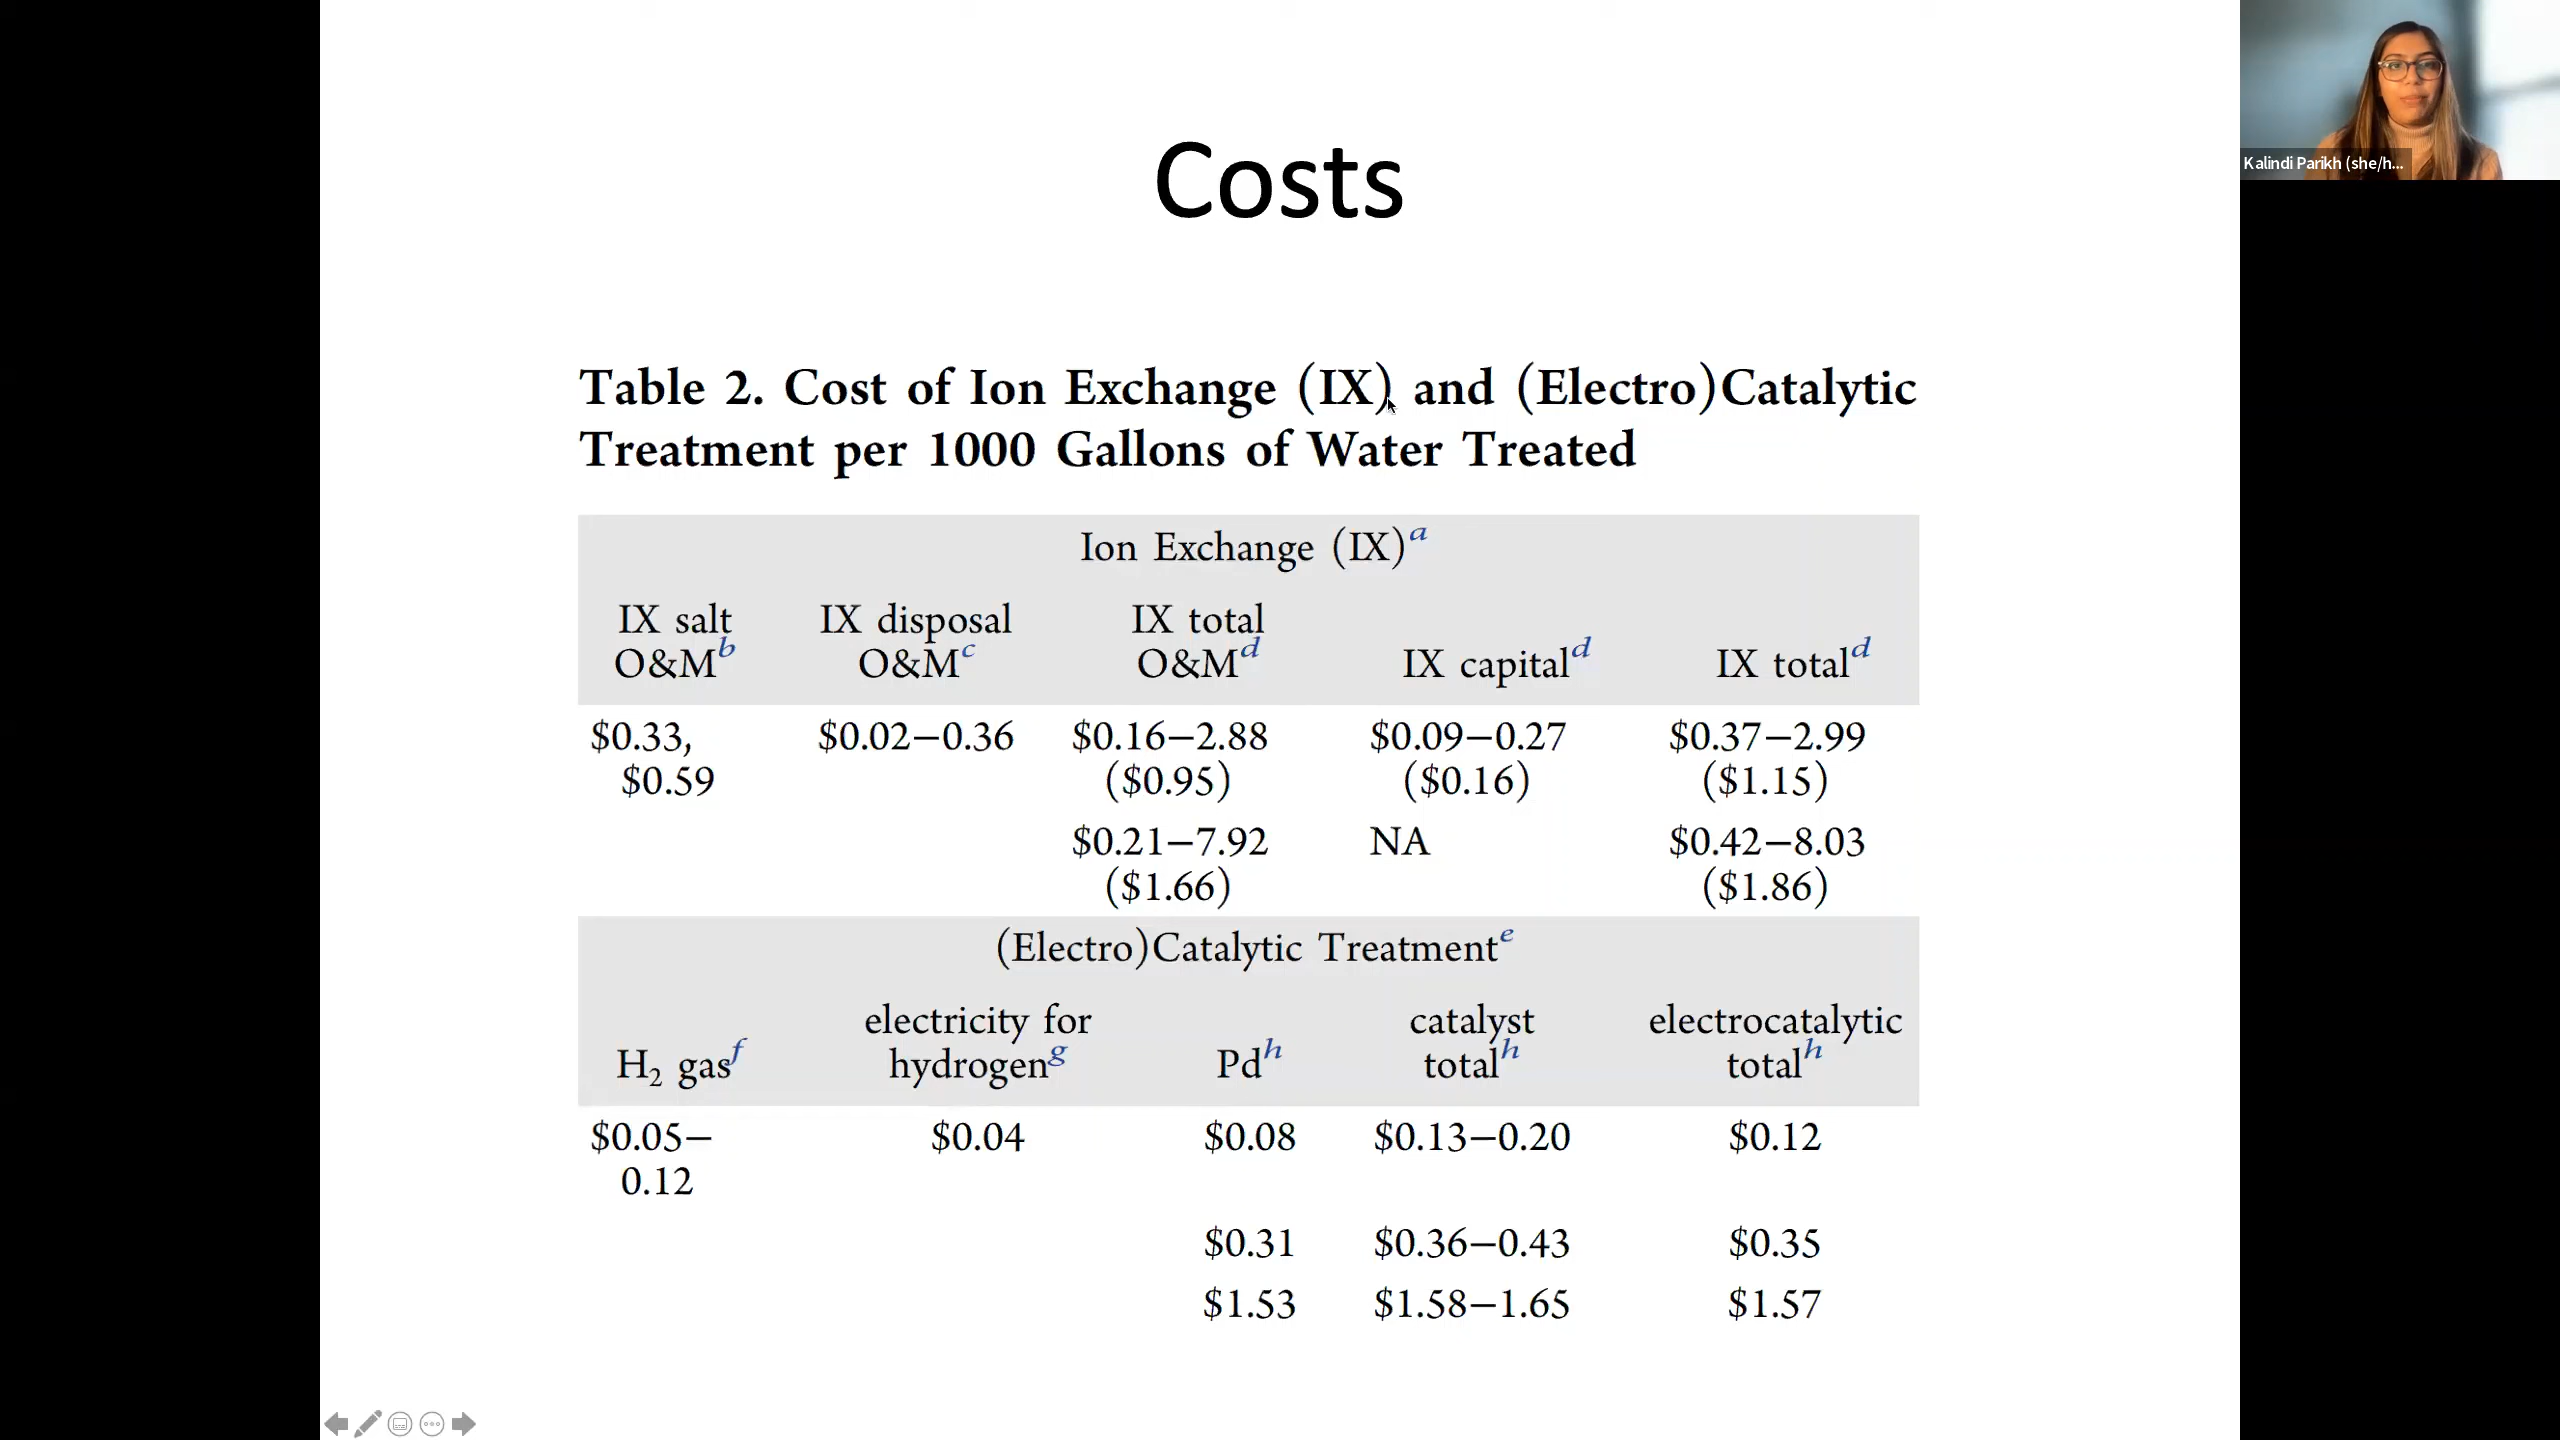 Costs
Kalindi Parikh (she/h...
Table 2. Cost of Ion Exchange (IX) and (Electro)Catalytic
Treatment per 1000 Gallons of Water Treated
Ion Exchange (IX)a
IX salt O&Mb IX disposal O&Mc IX total O&Md IX capitald IX totald
$0.33, $0.59 $0.02–0.36 $0.16–2.88 ($0.95) $0.09–0.27 ($0.16) $0.37–2.99 ($1.15)
$0.21–7.92 ($1.66) NA $0.42–8.03 ($1.86)
(Electro)Catalytic Treatmente
H2 gasf electricity for hydrogeng Pdh catalyst totalh electrocatalytic totalh
$0.05–0.12 $0.04 $0.08 $0.13–0.20 $0.12
$0.31 $0.36–0.43 $0.35
$1.53 $1.58–1.65 $1.57